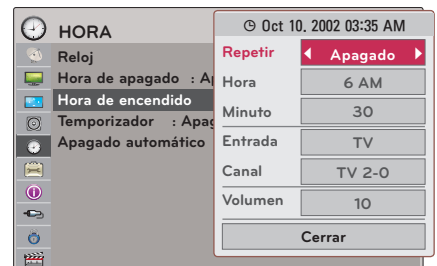 HORA
Reloj
Hora de apagado : A
Hora de encendido
Temporizador : Apag
Apagado automático
Oct 10. 2002 03:35 AM
Repetir Apagado
Hora 6 AM
Minuto 30
Entrada TV
Canal TV 2-0
Volumen 10
Cerrar